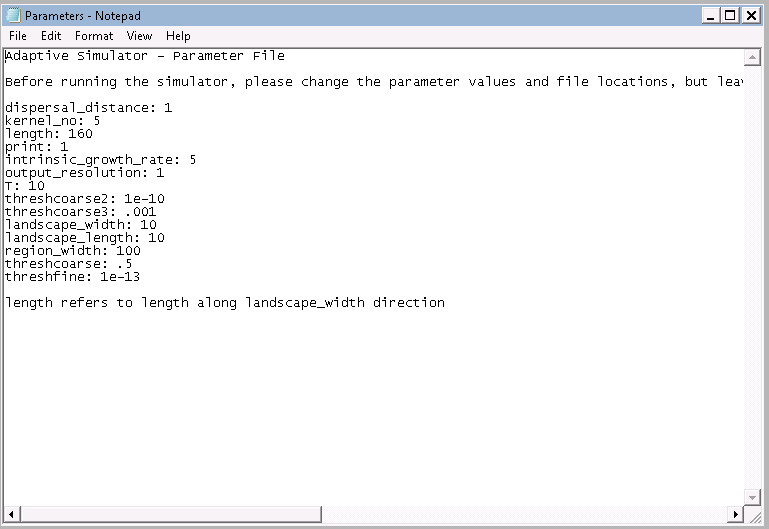 Parameters - Notepad
File Edit Format View Help
Adaptive Simulator - Parameter File
Before running the simulator, please change the parameter values and file locations, but
dispersal_distance: 1
kernel_no: 5
length: 160
print: 1
intrinsic_growth_rate: 5
output_resolution: 1
T: 10
threshcoarse2: 1e-10
threshcoarse3: .001
landscape_width: 10
landscape_length: 10
region_width: 100
threshcoarse: .5
threshfine: 1e-13
length refers to length along landscape_width direction